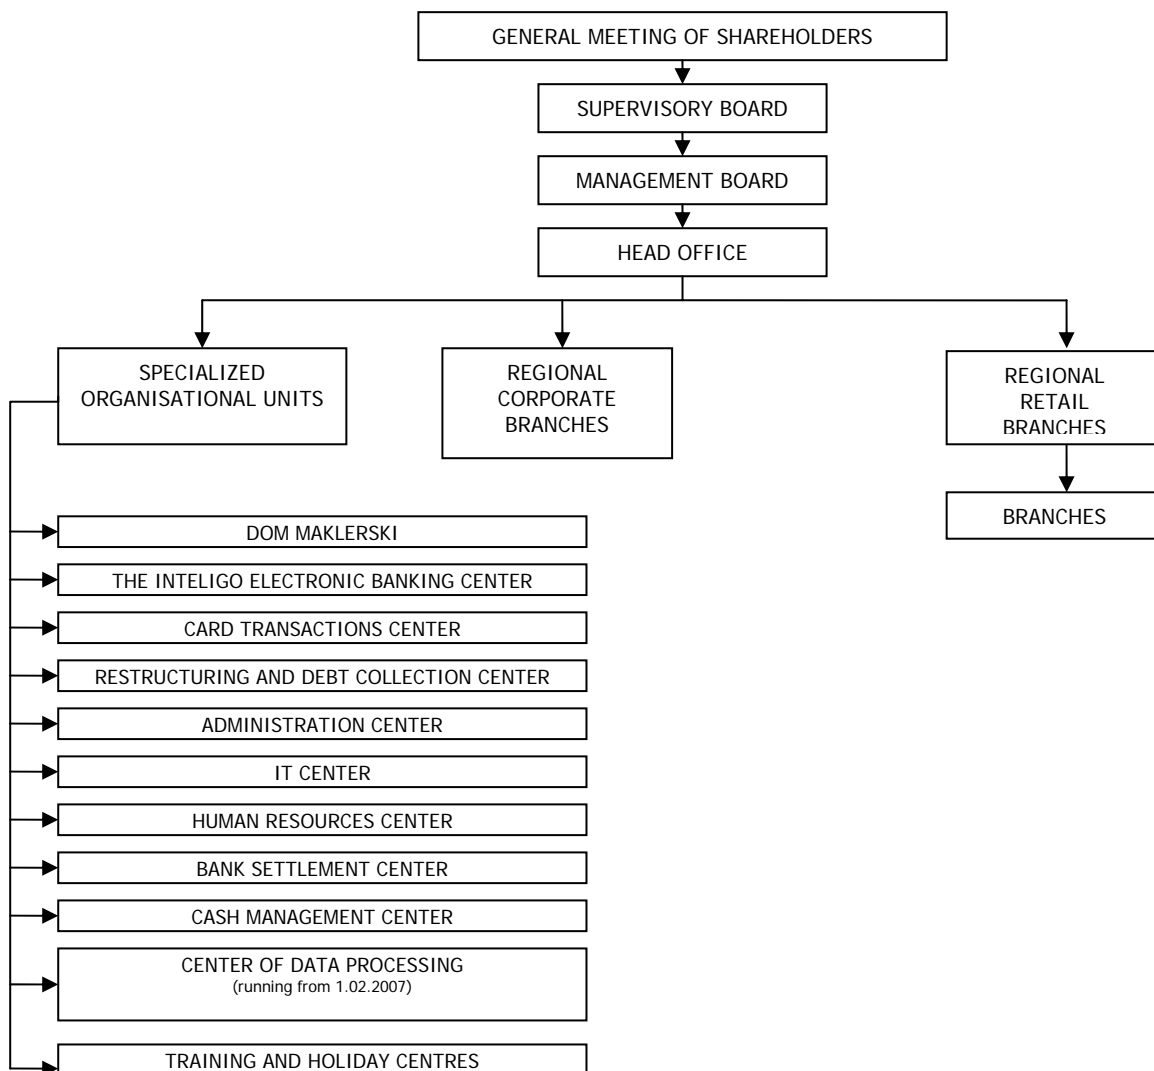 GENERAL MEETING OF SHAREHOLDERS
SUPERVISORY BOARD
MANAGEMENT BOARD
HEAD OFFICE
SPECIALIZED
ORGANISATIONAL UNITS
REGIONAL
CORPORATE
BRANCHES
REGIONAL
RETAIL
BRANCHES
BRANCHES
DOM MAKLERSKI
THE INTELIGO ELECTRONIC BANKING CENTER
CARD TRANSACTIONS CENTER
RESTRUCTURING AND DEBT COLLECTION CENTER
ADMINISTRATION CENTER
IT CENTER
HUMAN RESOURCES CENTER
BANK SETTLEMENT CENTER
CASH MANAGEMENT CENTER
CENTER OF DATA PROCESSING
(running from 1.02.2007)
TRAINING AND HOLIDAY CENTRES